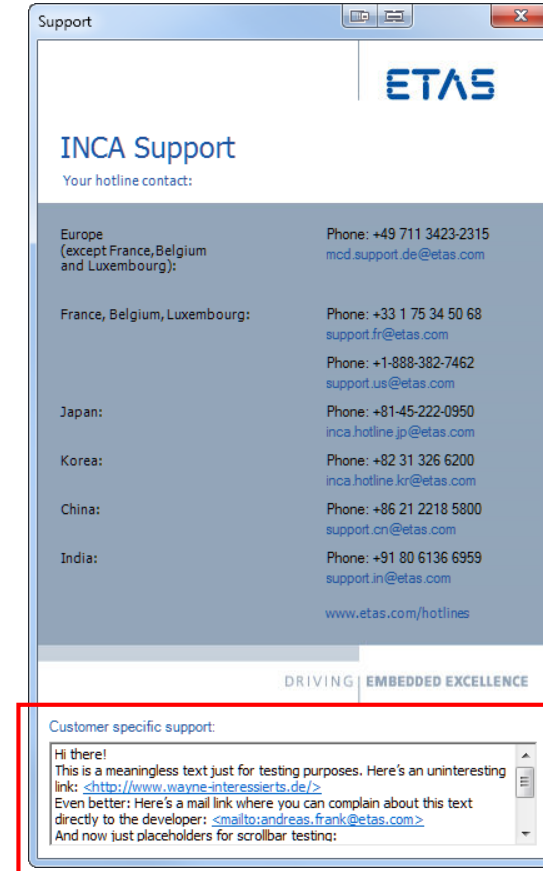 Support
ETAS
INCA Support
Your hotline contact:
Europe
(except France,Belgium
and Luxembourg):
Phone: +49 711 3423-2315
mcd.support.de@etas.com
France, Belgium, Luxembourg:
Phone: +33 1 75 34 50 68
support.fr@etas.com
Phone: +1-888-382-7462
support.us@etas.com
Japan:
Phone: +81-45-222-0950
inca.hotline.jp@etas.com
Korea:
Phone: +82 31 326 6200
inca.hotline.kr@etas.com
China:
Phone: +86 21 2218 5800
support.cn@etas.com
India:
Phone: +91 80 6136 6959
support.in@etas.com
www.etas.com/hotlines
DRIVING EMBEDDED EXCELLENCE
Customer specific support:
Hi there!
This is a meaningless text just for testing purposes. Here's an uninteresting
link: <http://www.wayne-interessierts.de/>
Even better: Here's a mail link where you can complain about this text
directly to the developer: <mailto:andreas.frank@etas.com>
And now just placeholders for scrollbar testing: